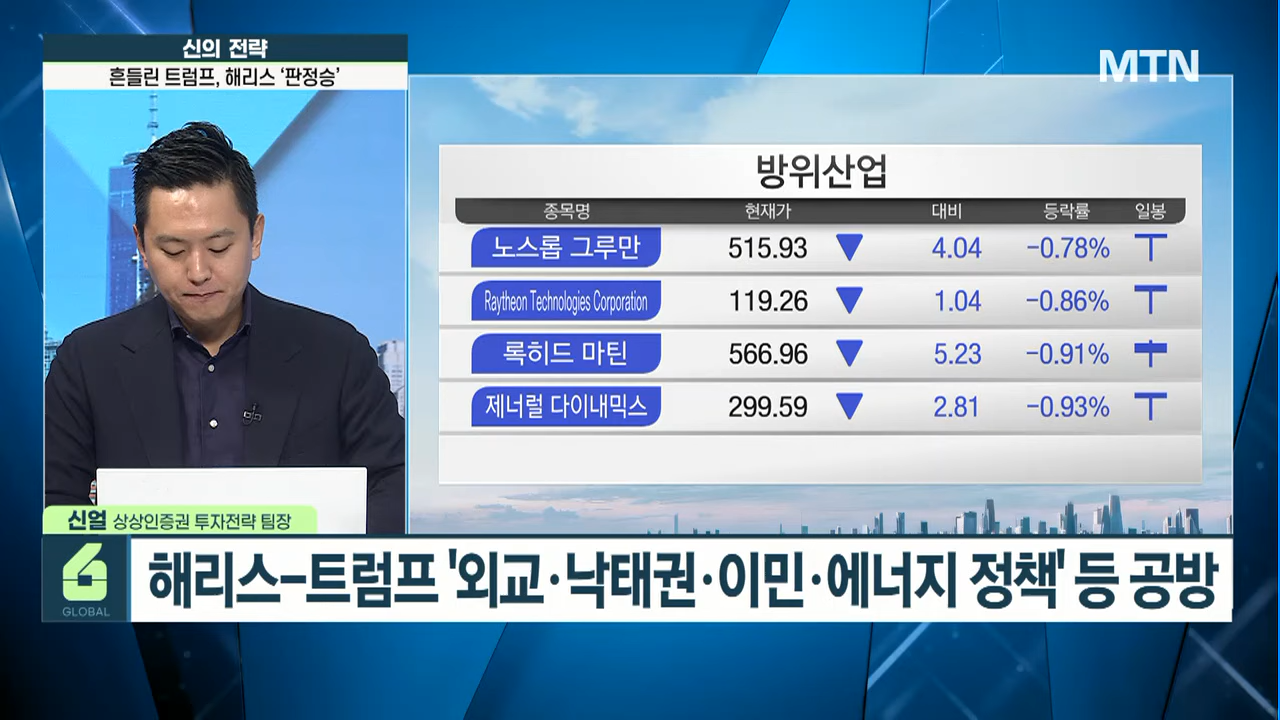 신의 전략
흔들린 트럼프, 해리스 '판정승'
MTN
방위산업
종목명 현재가 대비 등락률 일봉
노스롭 그루만 515.93 ▼ 4.04 -0.78%
Raytheon Technologies Corporation 119.26 ▼ 1.04 -0.86%
록히드 마틴 566.96 ▼ 5.23 -0.91%
제너럴 다이내믹스 299.59 ▼ 2.81 -0.93%
신얼 상상인증권 투자전략 팀장
6 GLOBAL
해리스-트럼프 '외교·낙태권·이민·에너지 정책' 등 공방